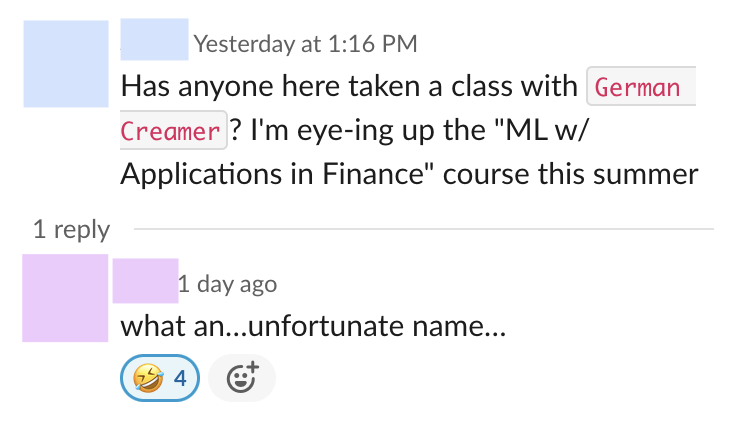 Yesterday at 1:16 PM
Has anyone here taken a class with German
Creamer? I'm eye-ing up the "ML w/
Applications in Finance" course this summer
1 reply
1 day ago
what an...unfortunate name...
🤣 4